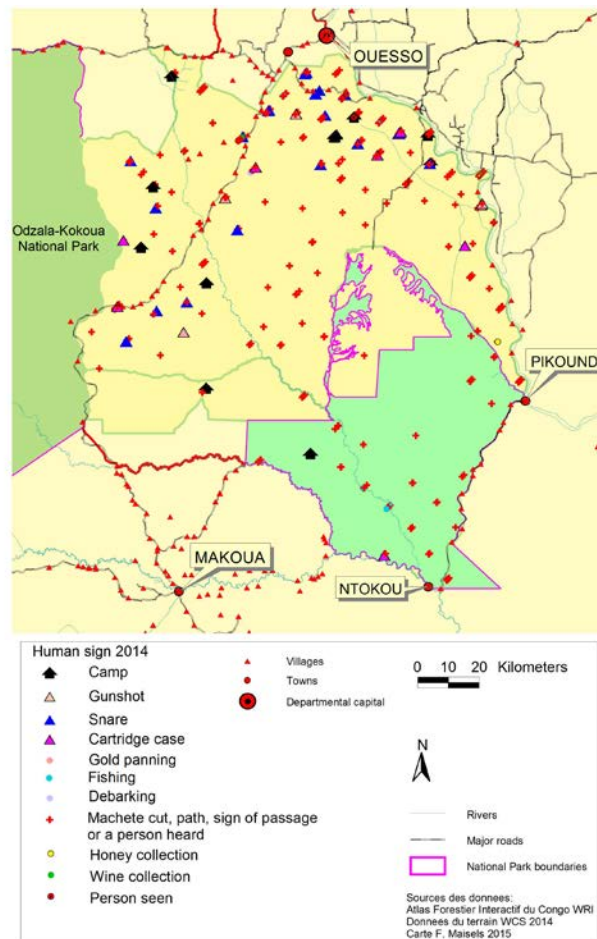 OUESSO
Odzala-Kokoua
National Park
PIKOUND
MAKOUA
NTOKOU
Human sign 2014
Camp
Gunshot
Snare
Cartridge case
Gold panning
Fishing
Debarking
Machete cut, path, sign of passage
or a person heard
Honey collection
Wine collection
Person seen
Villages
Towns
Departmental capital
0 10 20 Kilometers
N
Rivers
Major roads
National Park boundaries
Sources des donnees:
Atlas Forestier Interactif du Congo WRI
Donnees du terrain WCS 2014
Carte F. Maisels 2015